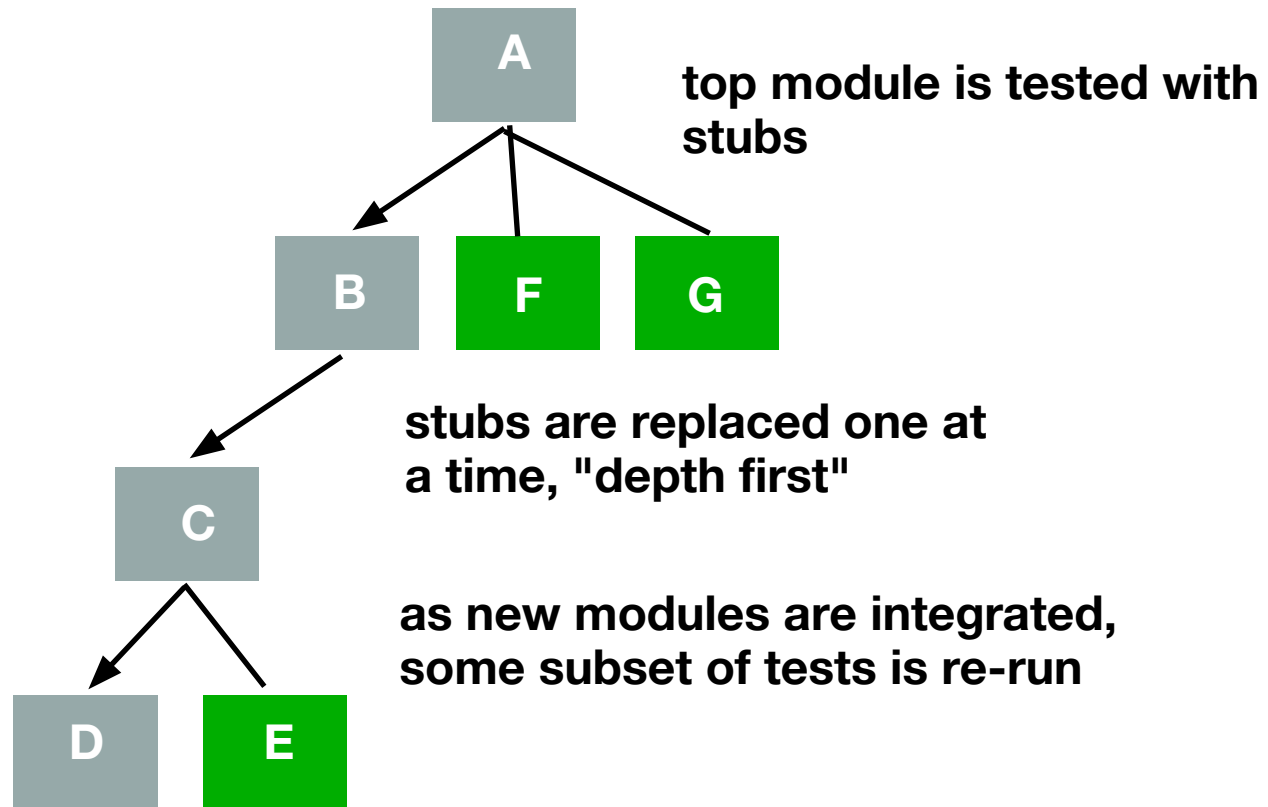 A
top module is tested with
stubs
B
F
G
stubs are replaced one at
a time, "depth first"
C
as new modules are integrated,
some subset of tests is re-run
D
E